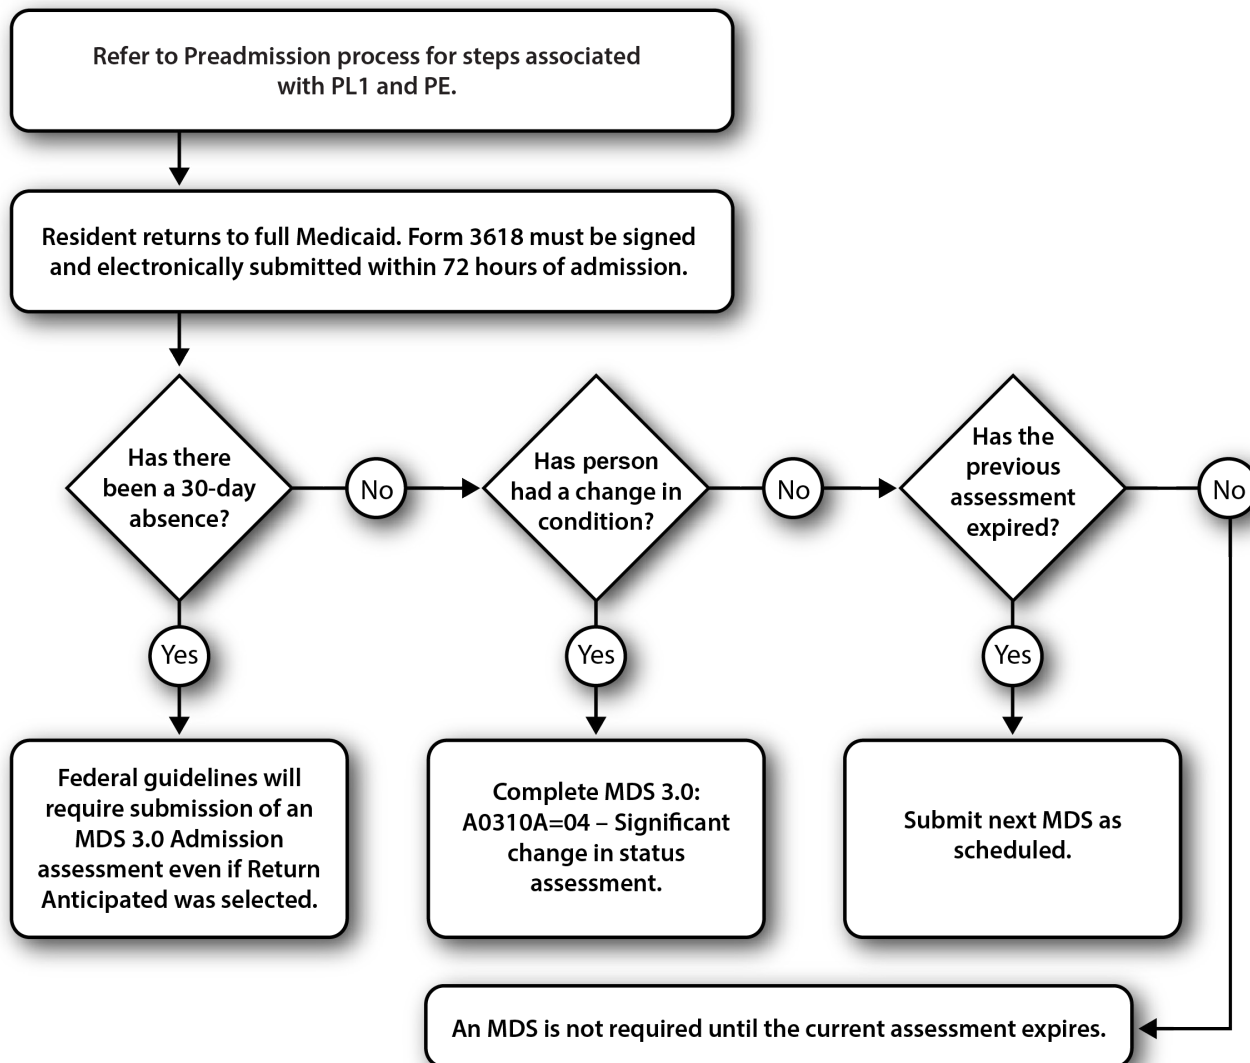 Refer to Preadmission process for steps associated
with PL1 and PE.
Resident returns to full Medicaid. Form 3618 must be signed
and electronically submitted within 72 hours of admission.
Has there
been a 30-day
absence?
No
Has person
had a change in
condition?
No
Has the
previous
assessment
expired?
No
Yes
Yes
Yes
Federal guidelines will
require submission of an
MDS 3.0 Admission
assessment even if Return
Anticipated was selected.
Complete MDS 3.0:
A0310A=04 – Significant
change in status
assessment.
Submit next MDS as
scheduled.
An MDS is not required until the current assessment expires.